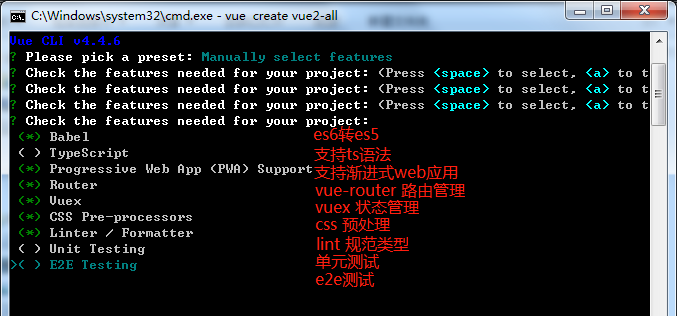 C:\Windows\system32\cmd.exe - vue  create vue2-all
Vue CLI v4.4.6
? Please pick a preset: Manually select features
? Check the features needed for your project: (Press <space> to select, <a> to t
? Check the features needed for your project: (Press <space> to select, <a> to t
? Check the features needed for your project: (Press <space> to select, <a> to t
? Check the features needed for your project:
(*) Babel es6转es5
( ) TypeScript 支持ts语法
(*) Progressive Web App (PWA) Support 支持渐进式web应用
(*) Router vue-router 路由管理
(*) Vuex vuex 状态管理
(*) CSS Pre-processors css 预处理
(*) Linter / Formatter lint 规范类型
( ) Unit Testing 单元测试
>( ) E2E Testing e2e测试